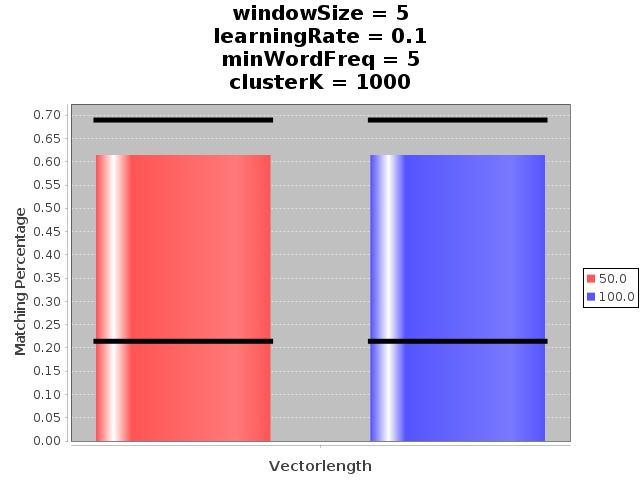 windowSize = 5
learningRate = 0.1
minWordFreq = 5
clusterK = 1000
0.70
0.65
0.60
0.55
0.50
0.45
0.40
0.35
0.30
0.25
0.20
0.15
0.10
0.05
0.00
Matching Percentage
Vectorlength
50.0
100.0